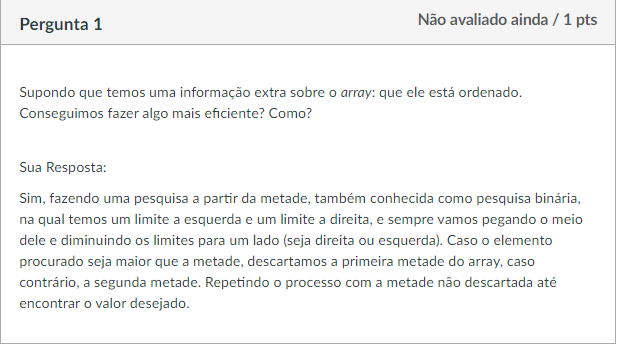 Pergunta 1
Não avaliado ainda / 1 pts
Supondo que temos uma informação extra sobre o array: que ele está ordenado.
Conseguimos fazer algo mais eficiente? Como?
Sua Resposta:
Sim, fazendo uma pesquisa a partir da metade, também conhecida como pesquisa binária,
na qual temos um limite a esquerda e um limite a direita, e sempre vamos pegando o meio
dele e diminuindo os limites para um lado (seja direita ou esquerda). Caso o elemento
procurado seja maior que a metade, descartamos a primeira metade do array, caso
contrário, a segunda metade. Repetindo o processo com a metade não descartada até
encontrar o valor desejado.